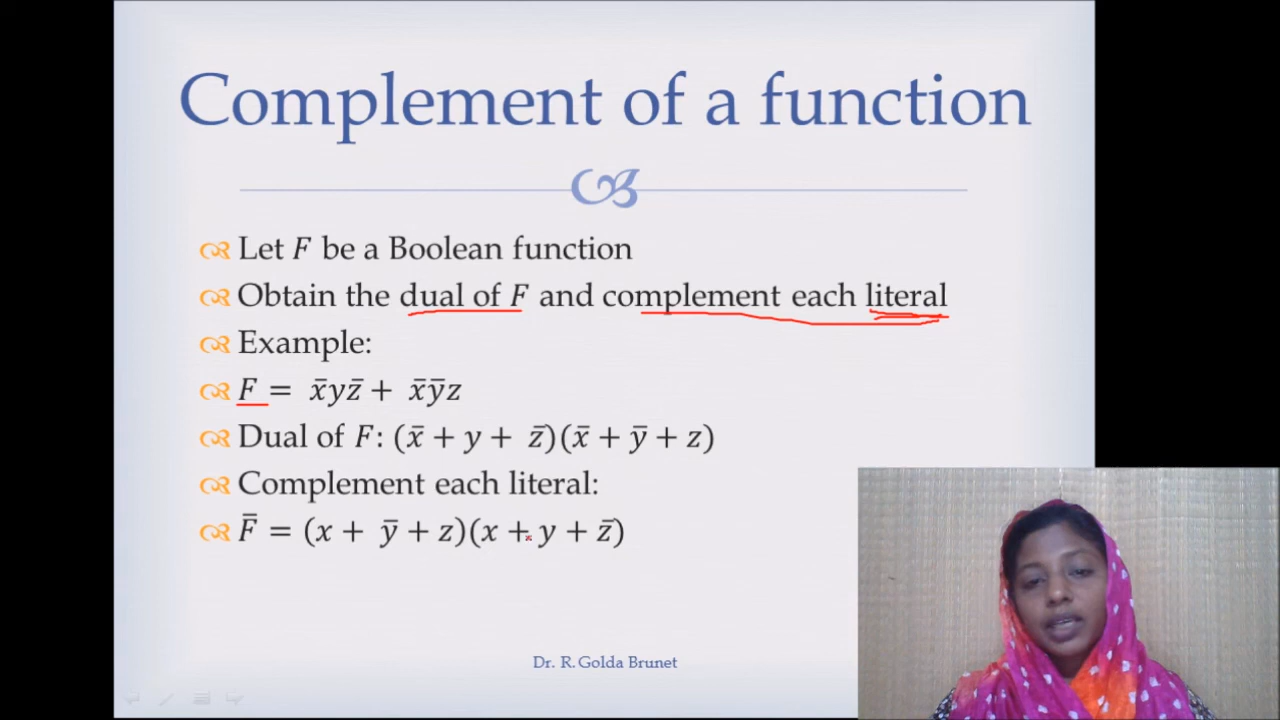 Complement of a function
Let F be a Boolean function
Obtain the dual of F and complement each literal
Example:
F = x̄yz̄ + x̄ȳz
Dual of F: (x̄ + y + z̄)(x̄ + ȳ + z)
Complement each literal:
F̄ = (x + ȳ + z)(x + y + z̄)
Dr. R. Golda Brunet